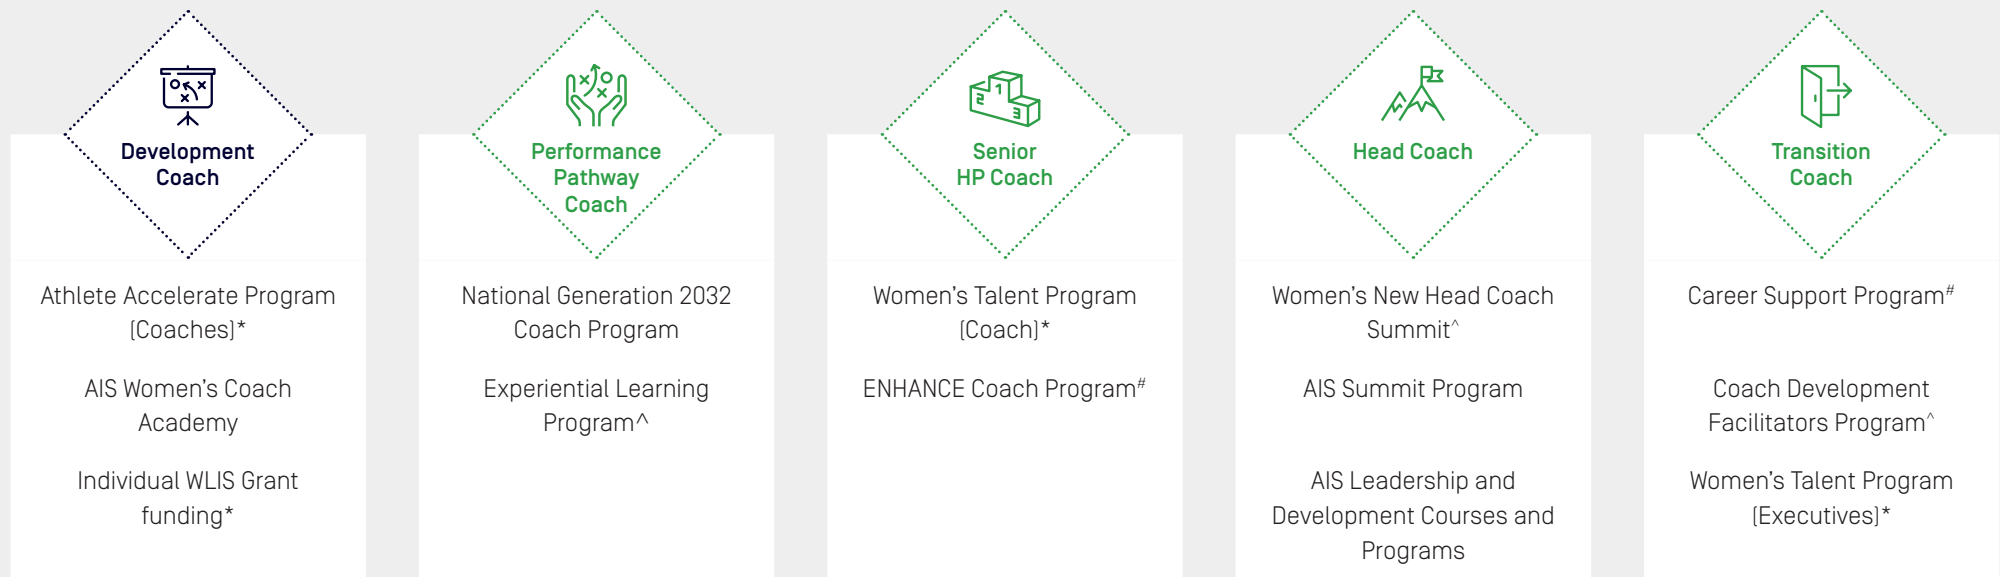 Development
Coach
Athlete Accelerate Program
(Coaches)*
AIS Women's Coach
Academy
Individual WLIS Grant
funding*
Performance
Pathway
Coach
National Generation 2032
Coach Program
Experiential Learning
Program^
1
2
3
Senior
HP Coach
Women's Talent Program
(Coach)*
ENHANCE Coach Program#
Head Coach
Women's New Head Coach
Summit^
AIS Summit Program
AIS Leadership and
Development Courses and
Programs
Transition
Coach
Career Support Program#
Coach Development
Facilitators Program^
Women's Talent Program
(Executives)*